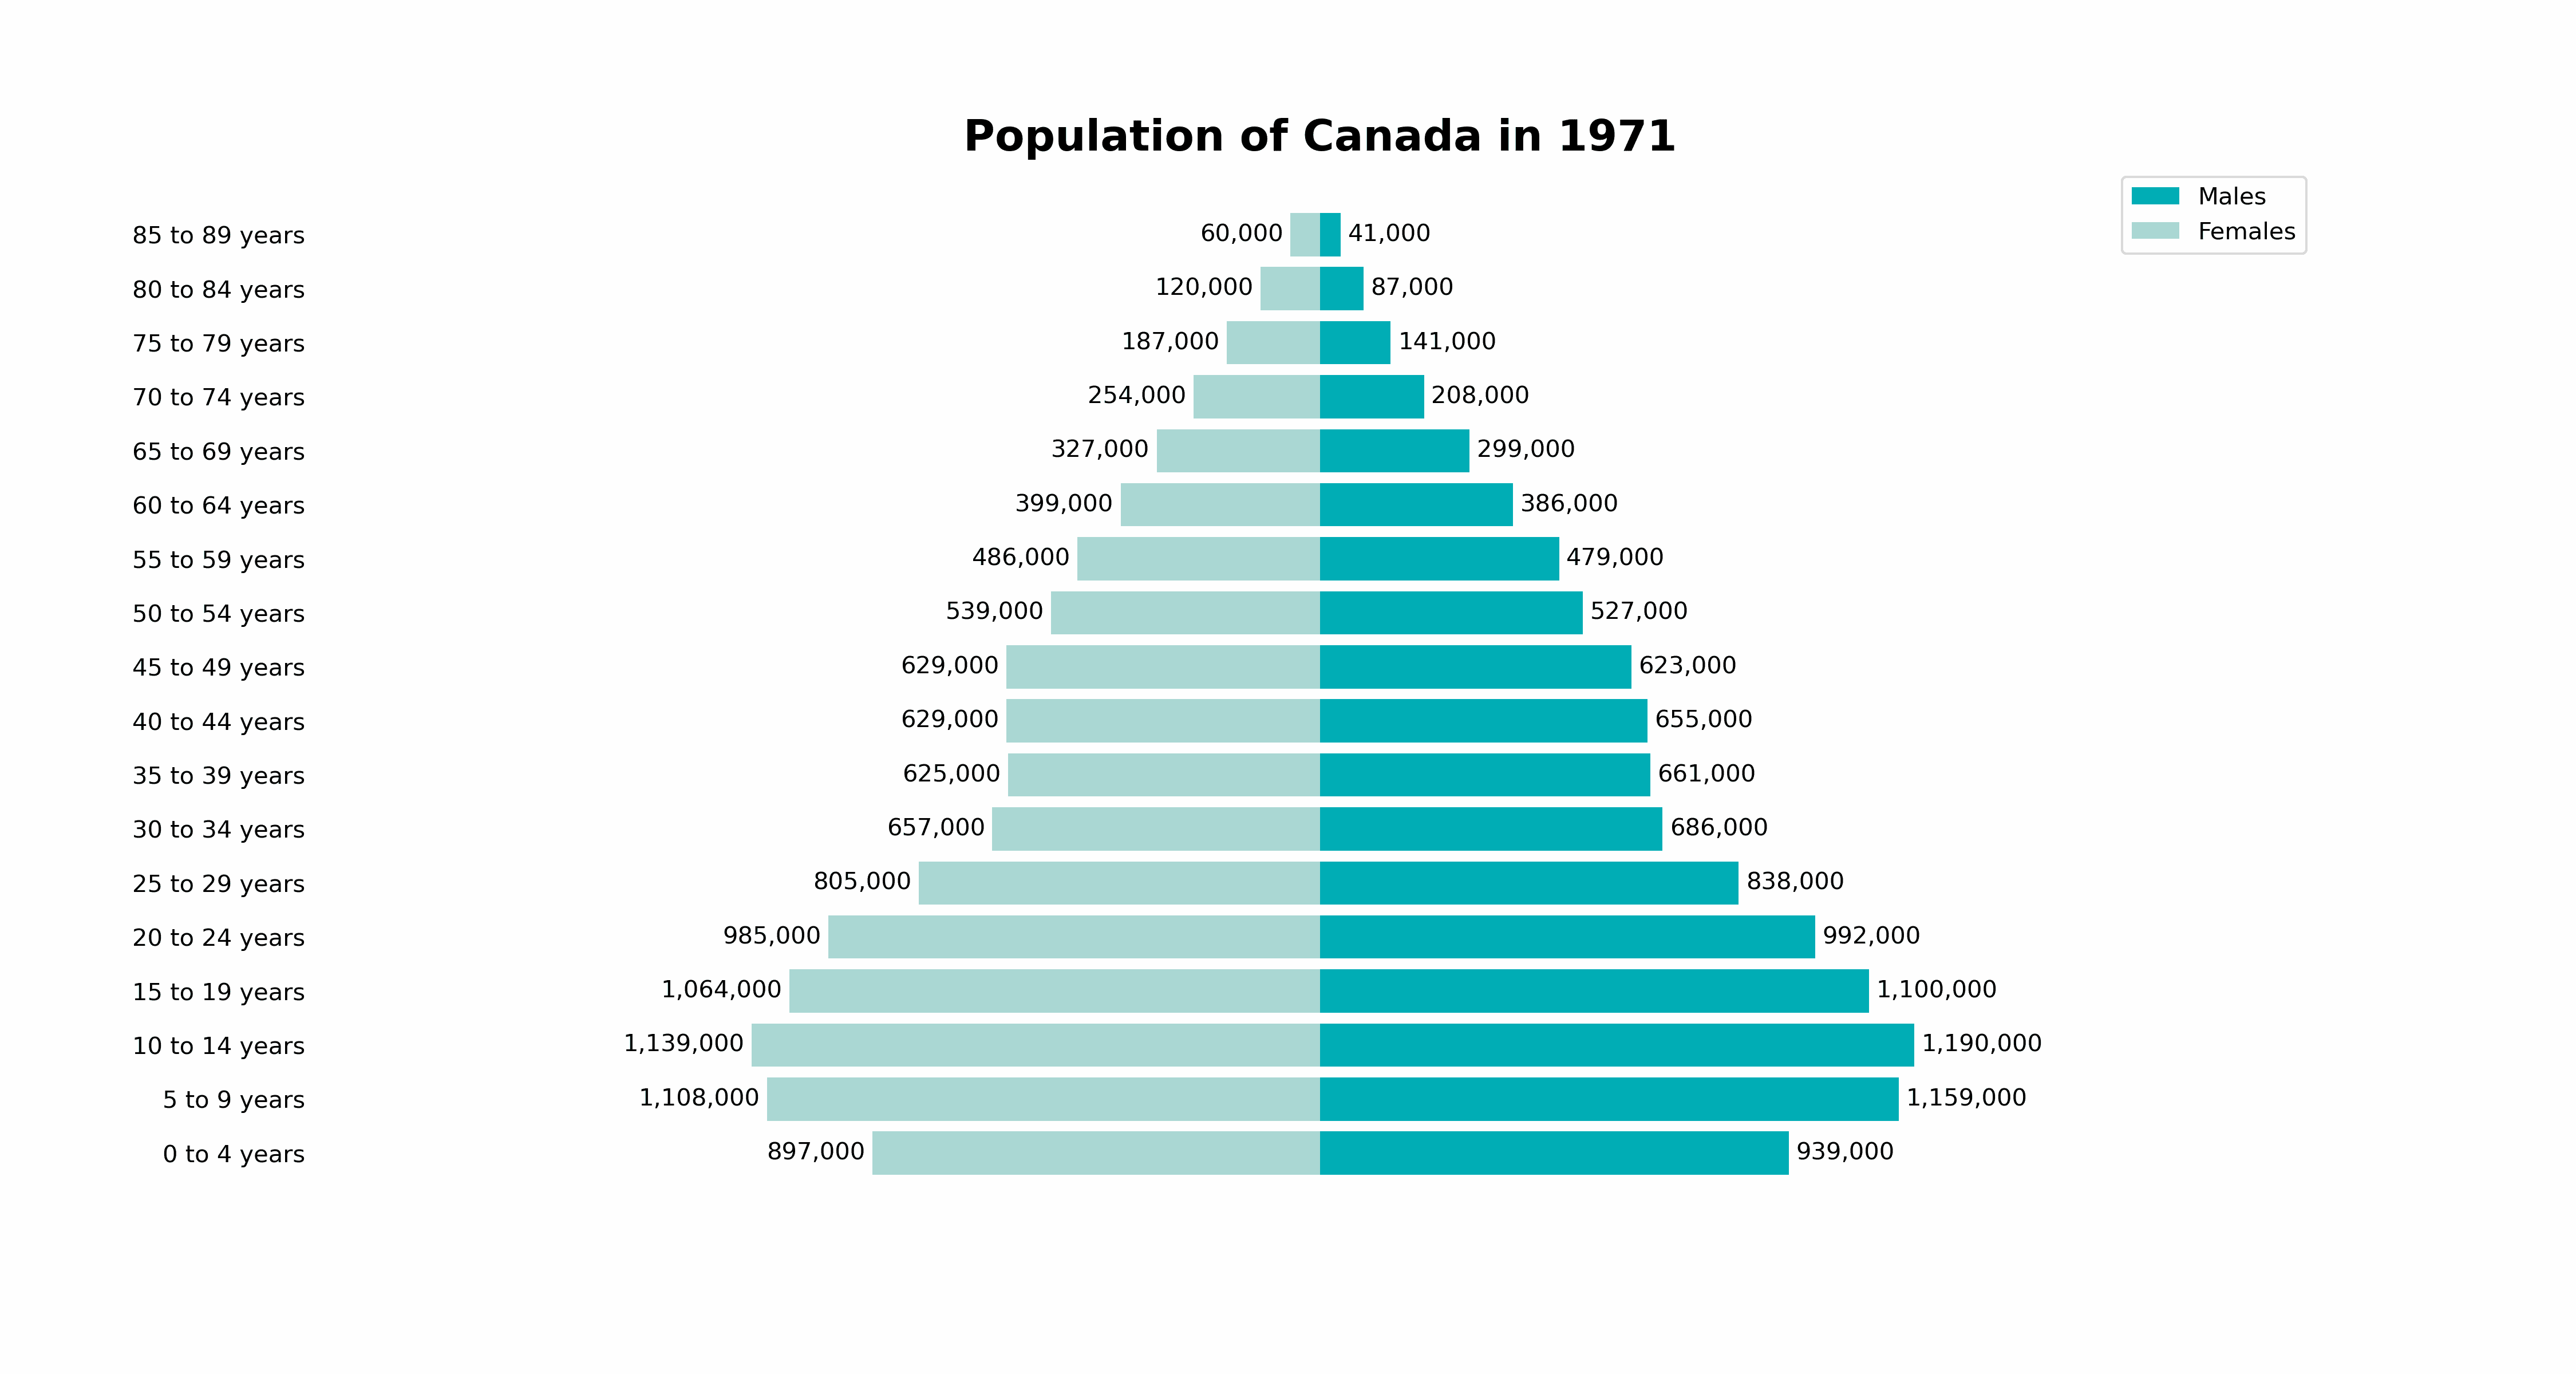 Population of Canada in 1971
Males
Females
85 to 89 years 60,000 41,000
80 to 84 years 120,000 87,000
75 to 79 years 187,000 141,000
70 to 74 years 254,000 208,000
65 to 69 years 327,000 299,000
60 to 64 years 399,000 386,000
55 to 59 years 486,000 479,000
50 to 54 years 539,000 527,000
45 to 49 years 629,000 623,000
40 to 44 years 629,000 655,000
35 to 39 years 625,000 661,000
30 to 34 years 657,000 686,000
25 to 29 years 805,000 838,000
20 to 24 years 985,000 992,000
15 to 19 years 1,064,000 1,100,000
10 to 14 years 1,139,000 1,190,000
5 to 9 years 1,108,000 1,159,000
0 to 4 years 897,000 939,000